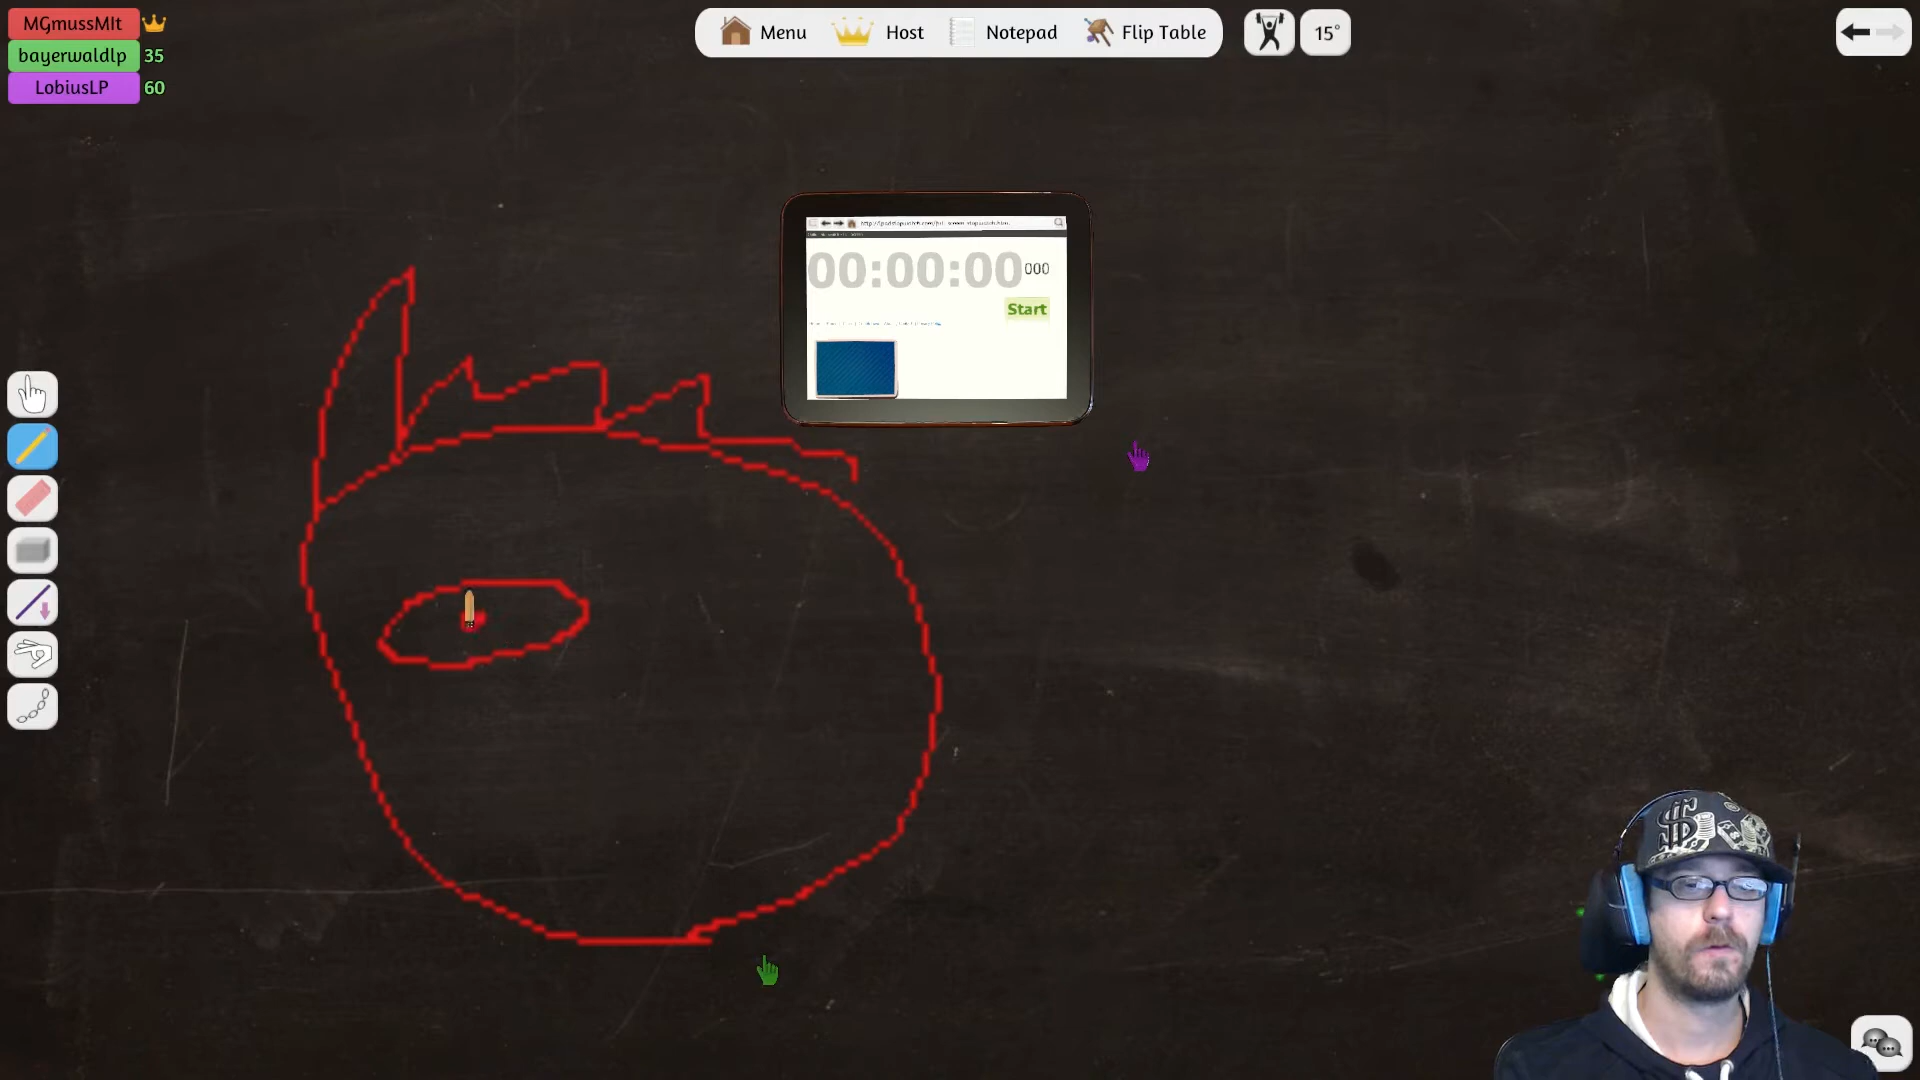 MGmussMIt
bayerwaldlp 35
LobiusLP 60
Menu
Host
Notepad
Flip Table
15°
00:00:00 000
Start